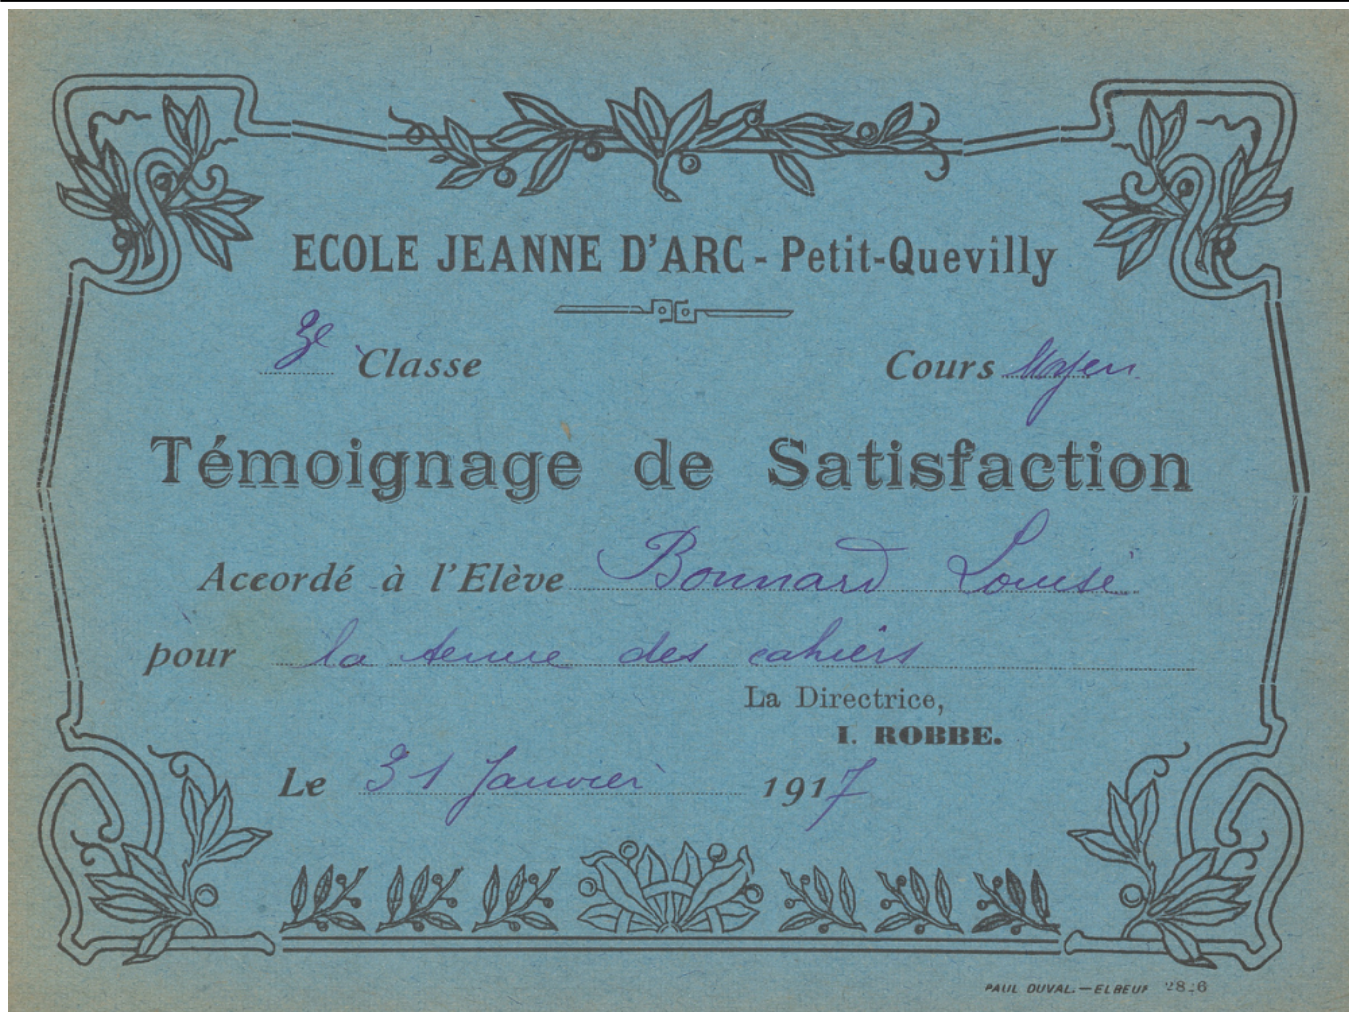 ECOLE JEANNE D'ARC - Petit-Quevilly
3e Classe Cours Moyen
Témoignage de Satisfaction
Accordé à l'Elève Bonnard Louise
pour la tenue des cahiers
La Directrice,
I. ROBBE.
Le 31 Janvier 1917
PAUL DUVAL.—ELBEUF